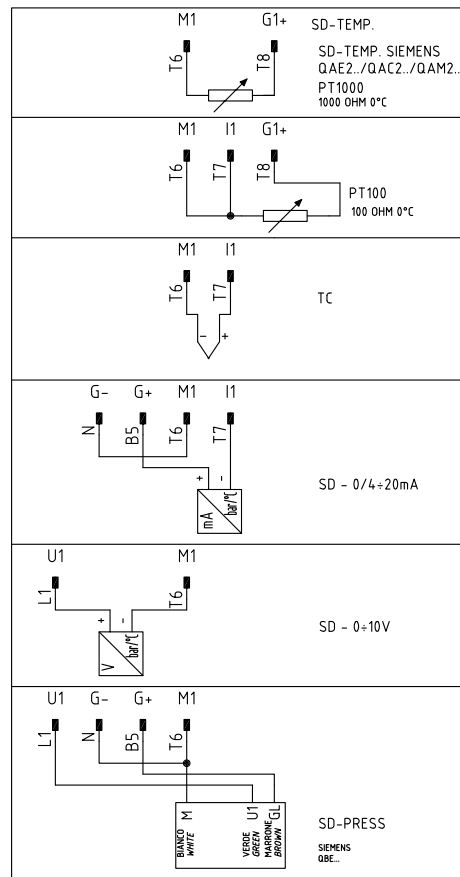 M1 G1+ SD-TEMP.
T6 T8
SD-TEMP. SIEMENS
QAE2../QAC2../QAM2..
PT1000
1000 OHM 0°C
M1 I1 G1+
T6 T7 T8
PT100
100 OHM 0°C
M1 I1
T6 T7
TC
- +
G- G+ M1 I1
N B5 T6 T7
+ -
mA bar/°C
SD - 0/4÷20mA
U1 M1
L1 T6
+ -
V bar/°C
SD - 0÷10V
U1 G- G+ M1
L1 N B5 T6
M U1 GL
BIANCO
WHITE
VERDE
GREEN
MARRONE
BROWN
SD-PRESS
SIEMENS
QBE...